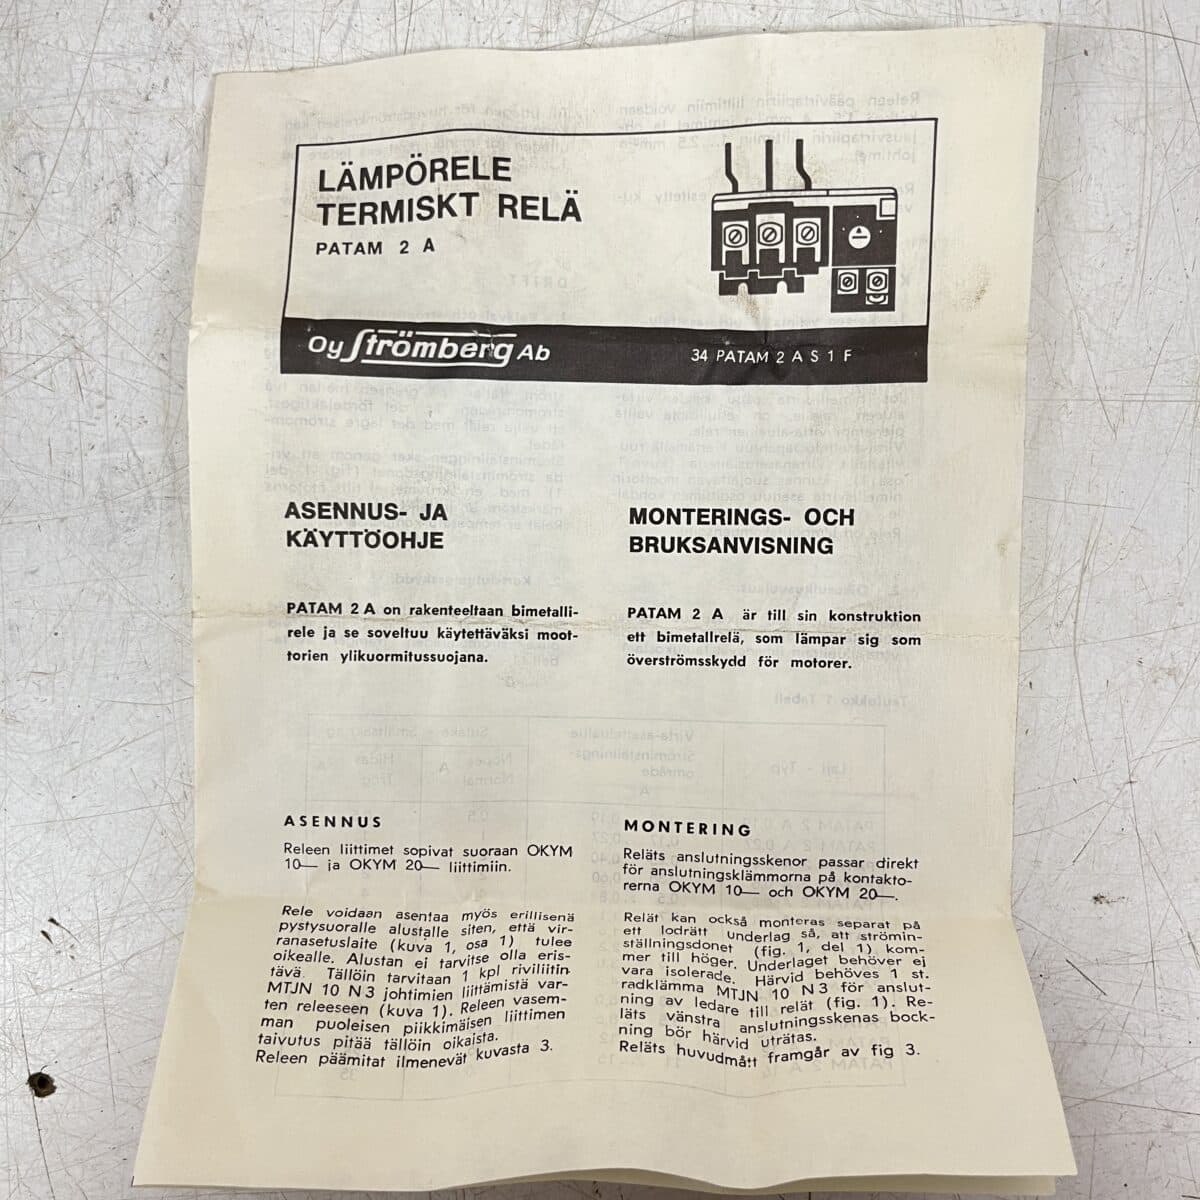 LÄMPÖRELE
TERMISKT RELÄ
PATAM 2 A
Oy Strömberg Ab
34 PATAM 2 A S 1 F
ASENNUS- JA
KÄYTTÖOHJE
PATAM 2 A on rakenteeltaan bimetalli-
rele ja se soveltuu käytettäväksi moot-
torien ylikuormitussuojana.
ASENNUS
Releen liittimet sopivat suoraan OKYM
10— ja OKYM 20— liittimiin.
Rele voidaan asentaa myös erillisenä
pystysuoralle alustalle siten, että vir-
ranasetuslaite (kuva 1, osa 1) tulee
oikealle. Alustan ei tarvitse olla eris-
tävä. Tällöin tarvitaan 1 kpl riviliitin
MTJN 10 N 3 johtimien liittämistä var-
ten releeseen (kuva 1). Releen vasem-
man puoleisen piikkimäisen liittimen
taivutus pitää tällöin oikaista.
Releen päämitat ilmenevät kuvasta 3.
MONTERINGS- OCH
BRUKSANVISNING
PATAM 2 A är till sin konstruktion
ett bimetallrelä, som lämpar sig som
överströmsskydd för motorer.
MONTERING
Reläts anslutningsskenor passar direkt
för anslutningsklämmorna på kontakto-
rerna OKYM 10— och OKYM 20—.
Relät kan också monteras separat på
ett lodrätt underlag så, att strömin-
ställningsdonet (fig. 1, del 1) kom-
mer till höger. Underlaget behöver ej
vara isolerade. Härvid behöves 1 st.
radklämma MTJN 10 N 3 för anslut-
ning av ledare till relät (fig. 1). Re-
läts vänstra anslutningsskenas bock-
ning bör härvid uträtas.
Reläts huvudmått framgår av fig 3.